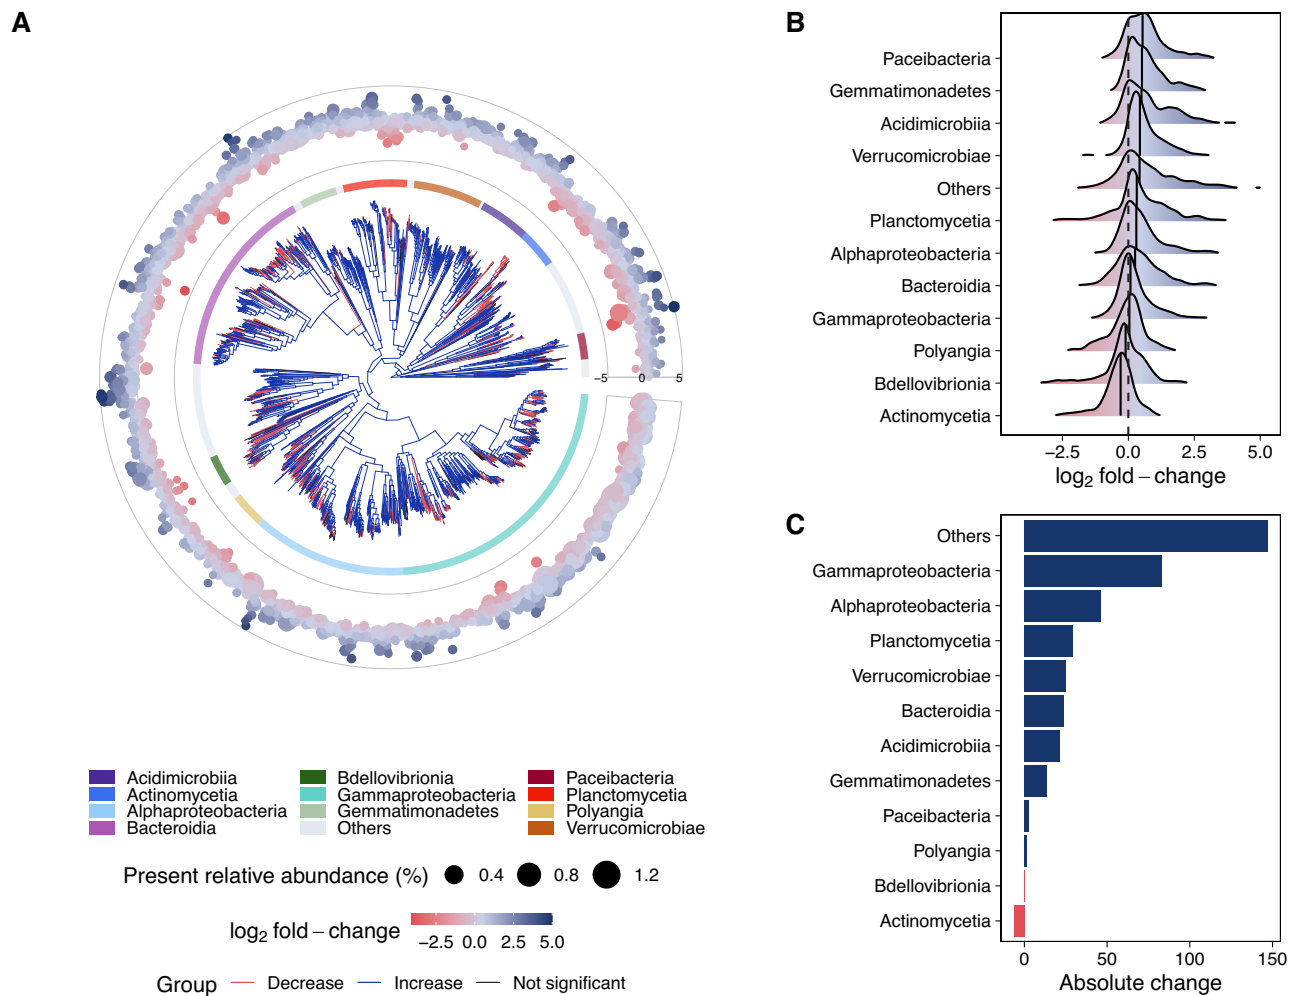 A
−5 0 5
Acidimicrobiia
Actinomycetia
Alphaproteobacteria
Bacteroidia
Bdellovibrionia
Gammaproteobacteria
Gemmatimonadetes
Others
Paceibacteria
Planctomycetia
Polyangia
Verrucomicrobiae
Present relative abundance (%) 0.4 0.8 1.2
log2 fold − change
−2.5 0.0 2.5 5.0
Group Decrease Increase Not significant
B
Paceibacteria
Gemmatimonadetes
Acidimicrobiia
Verrucomicrobiae
Others
Planctomycetia
Alphaproteobacteria
Bacteroidia
Gammaproteobacteria
Polyangia
Bdellovibrionia
Actinomycetia
−2.5 0.0 2.5 5.0
log2 fold − change
C
Others
Gammaproteobacteria
Alphaproteobacteria
Planctomycetia
Verrucomicrobiae
Bacteroidia
Acidimicrobiia
Gemmatimonadetes
Paceibacteria
Polyangia
Bdellovibrionia
Actinomycetia
0 50 100 150
Absolute change